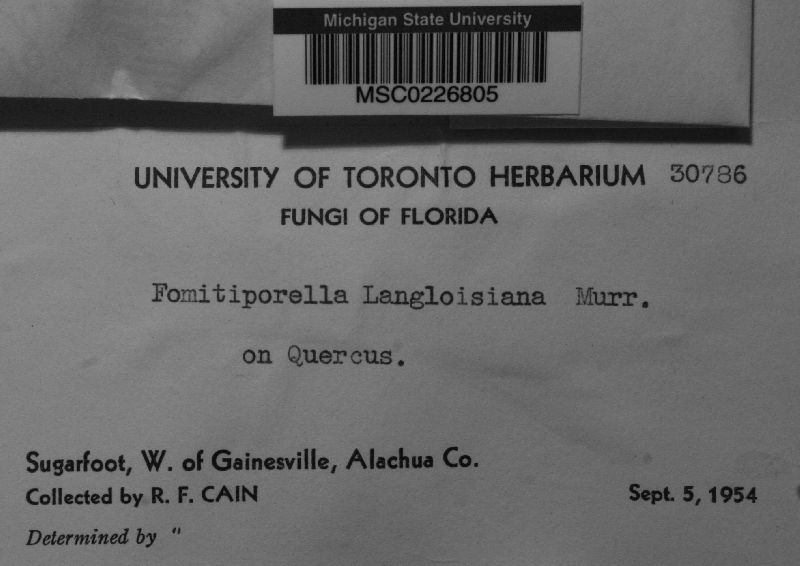 Michigan State University
MSC0226805
UNIVERSITY OF TORONTO HERBARIUM 30786
FUNGI OF FLORIDA
Fomitiporella Langloisiana Murr.
on Quercus.
Sugarfoot, W. of Gainesville, Alachua Co.
Collected by R. F. CAIN Sept. 5, 1954
Determined by "